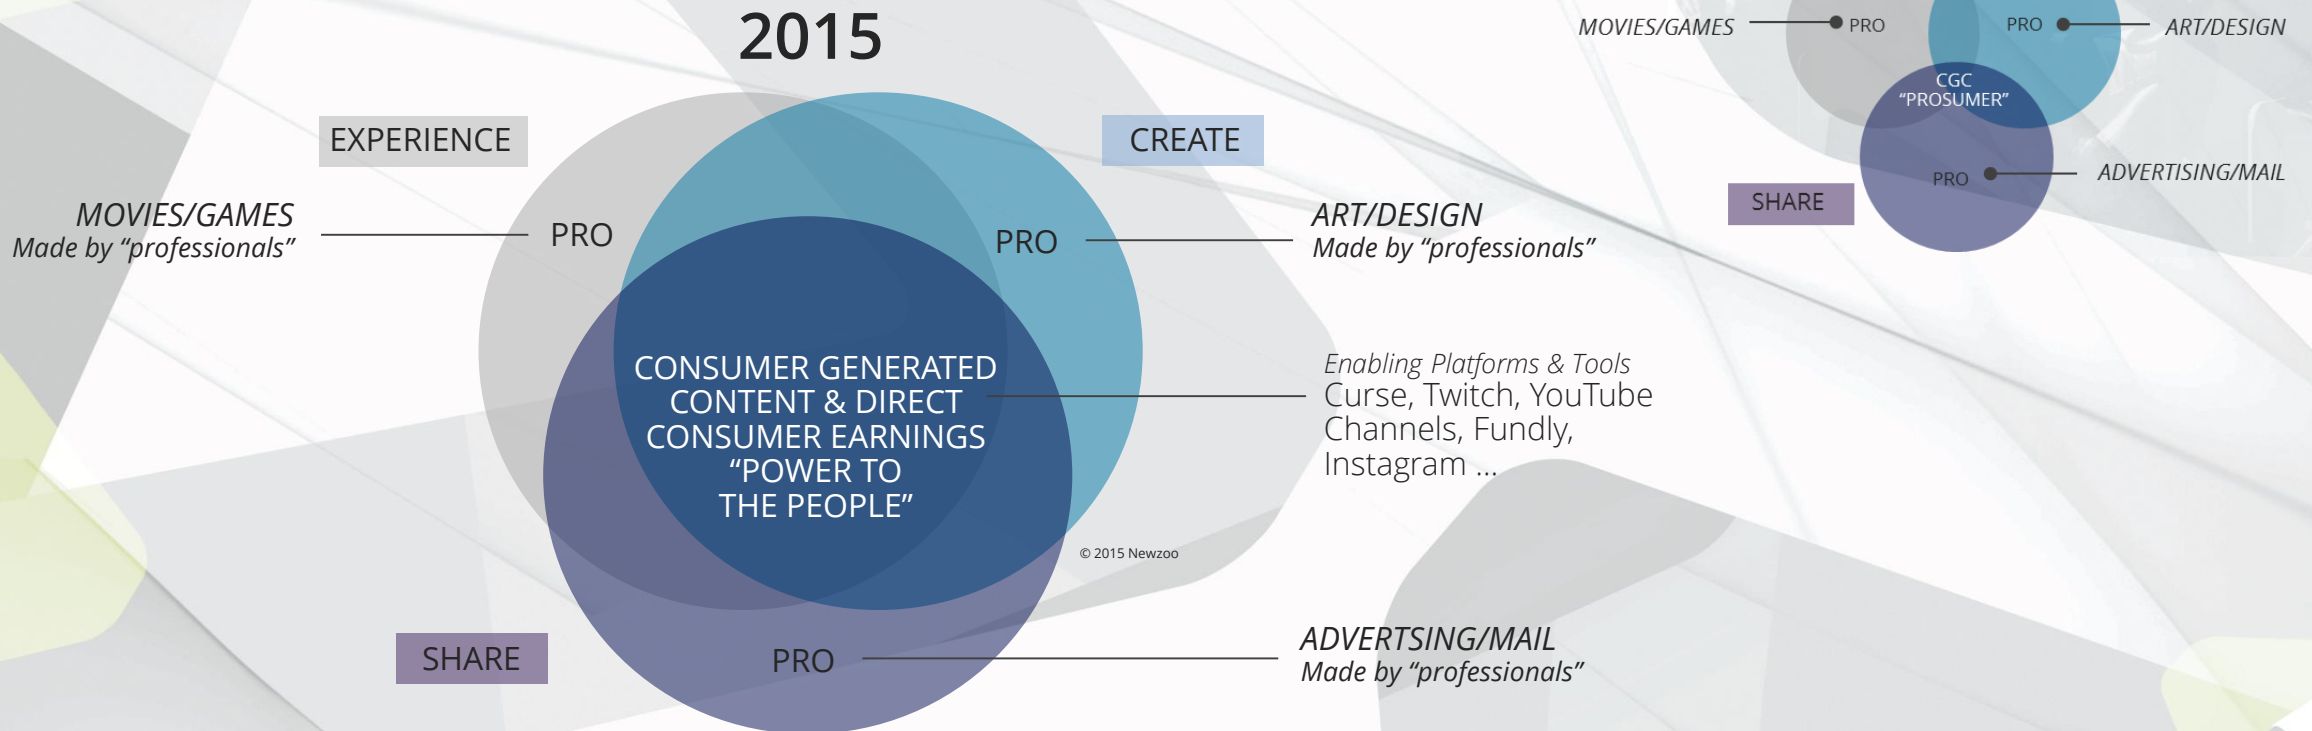 2015
EXPERIENCE
CREATE
MOVIES/GAMES
Made by “professionals”
PRO
PRO
ART/DESIGN
Made by “professionals”
CONSUMER GENERATED
CONTENT & DIRECT
CONSUMER EARNINGS
“POWER TO
THE PEOPLE”
Enabling Platforms & Tools
Curse, Twitch, YouTube
Channels, Fundly,
Instagram ...
© 2015 Newzoo
SHARE
PRO
ADVERTSING/MAIL
Made by “professionals”
MOVIES/GAMES
PRO
PRO
ART/DESIGN
CGC
“PROSUMER”
PRO
ADVERTISING/MAIL
SHARE